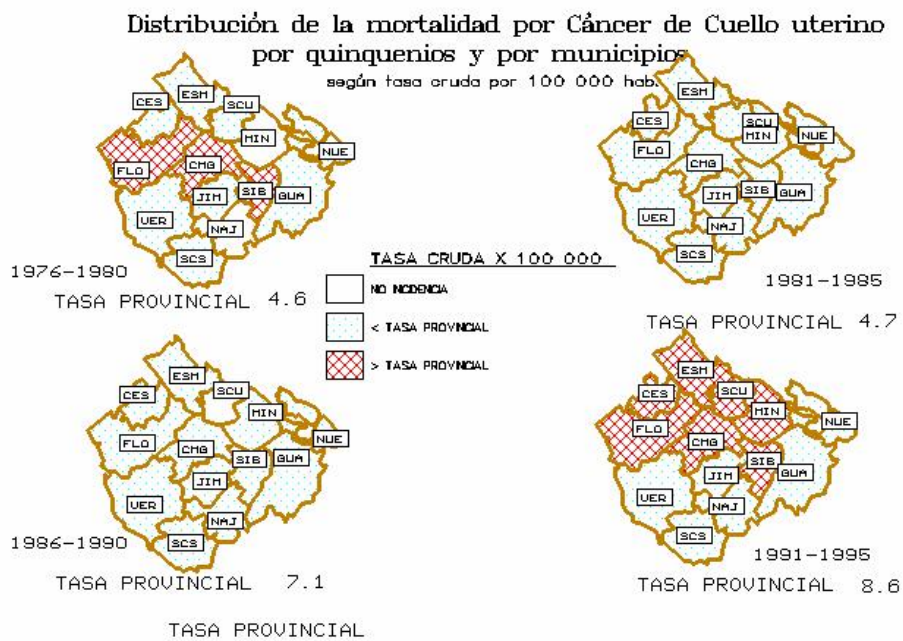 Distribución de la mortalidad por Cáncer de Cuello uterino
por quinquenios y por municipios
según tasa cruda por 100 000 hab.
ESM
CES
SCU
MIN
NUE
FLO
CMG
SIB
GUA
JIM
VER
NAJ
SCS
1976-1980
TASA PROVINCIAL 4.6
ESM
CES
SCU
MIN
NUE
FLO
CMG
SIB
GUA
JIM
VER
NAJ
SCS
1981-1985
TASA PROVINCIAL 4.7
TASA CRUDA X 100 000
NO INCIDENCIA
< TASA PROVINCIAL
> TASA PROVINCIAL
ESM
CES
SCU
MIN
NUE
FLO
CMG
SIB
GUA
JIM
VER
NAJ
SCS
1986-1990
TASA PROVINCIAL 7.1
ESM
CES
SCU
MIN
NUE
FLO
CMG
SIB
GUA
JIM
VER
NAJ
SCS
1991-1995
TASA PROVINCIAL 8.6
TASA PROVINCIAL